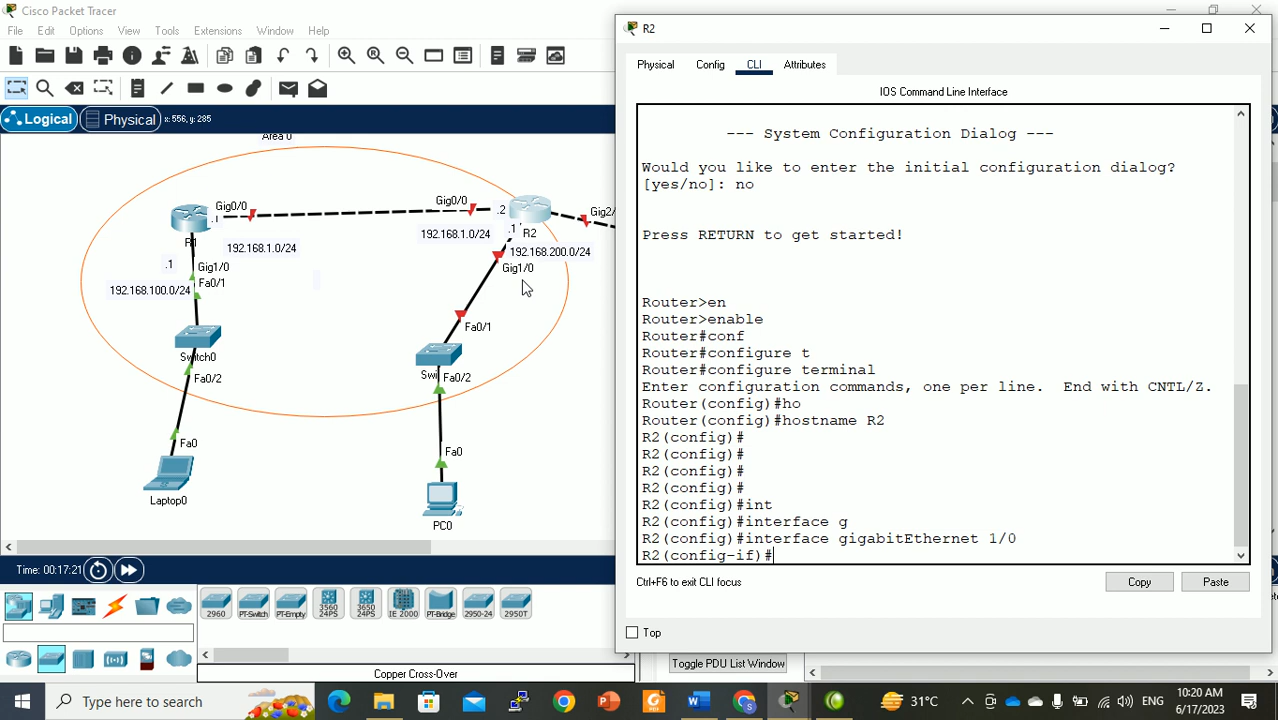 Cisco Packet Tracer
File Edit Options View Tools Extensions Window Help
Logical
Physical
x: 556, y: 285
Area 0
Gig0/0
.1
R1
192.168.1.0/24
.1
Gig1/0
Fa0/1
192.168.100.0/24
Switch0
Fa0/2
Fa0
Laptop0
Gig0/0
.2
R2
Gig2/
192.168.1.0/24
.1
192.168.200.0/24
Gig1/0
Fa0/1
Swi
Fa0/2
Fa0
PC0
Time: 00:17:21
2960
PT-Switch
PT-Empty
3560 24PS
3650 24PS
IE 2000
PT-Bridge
2950-24
2950T
Copper Cross-Over
R2
Physical
Config
CLI
Attributes
IOS Command Line Interface
--- System Configuration Dialog ---
Would you like to enter the initial configuration dialog?
[yes/no]: no
Press RETURN to get started!
Router>en
Router>enable
Router#conf
Router#configure t
Router#configure terminal
Enter configuration commands, one per line.  End with CNTL/Z.
Router(config)#ho
Router(config)#hostname R2
R2(config)#
R2(config)#
R2(config)#
R2(config)#
R2(config)#int
R2(config)#interface g
R2(config)#interface gigabitEthernet 1/0
R2(config-if)#
Ctrl+F6 to exit CLI focus
Copy
Paste
Top
Toggle PDU List Window
Type here to search
31°C
ENG
10:20 AM
6/17/2023